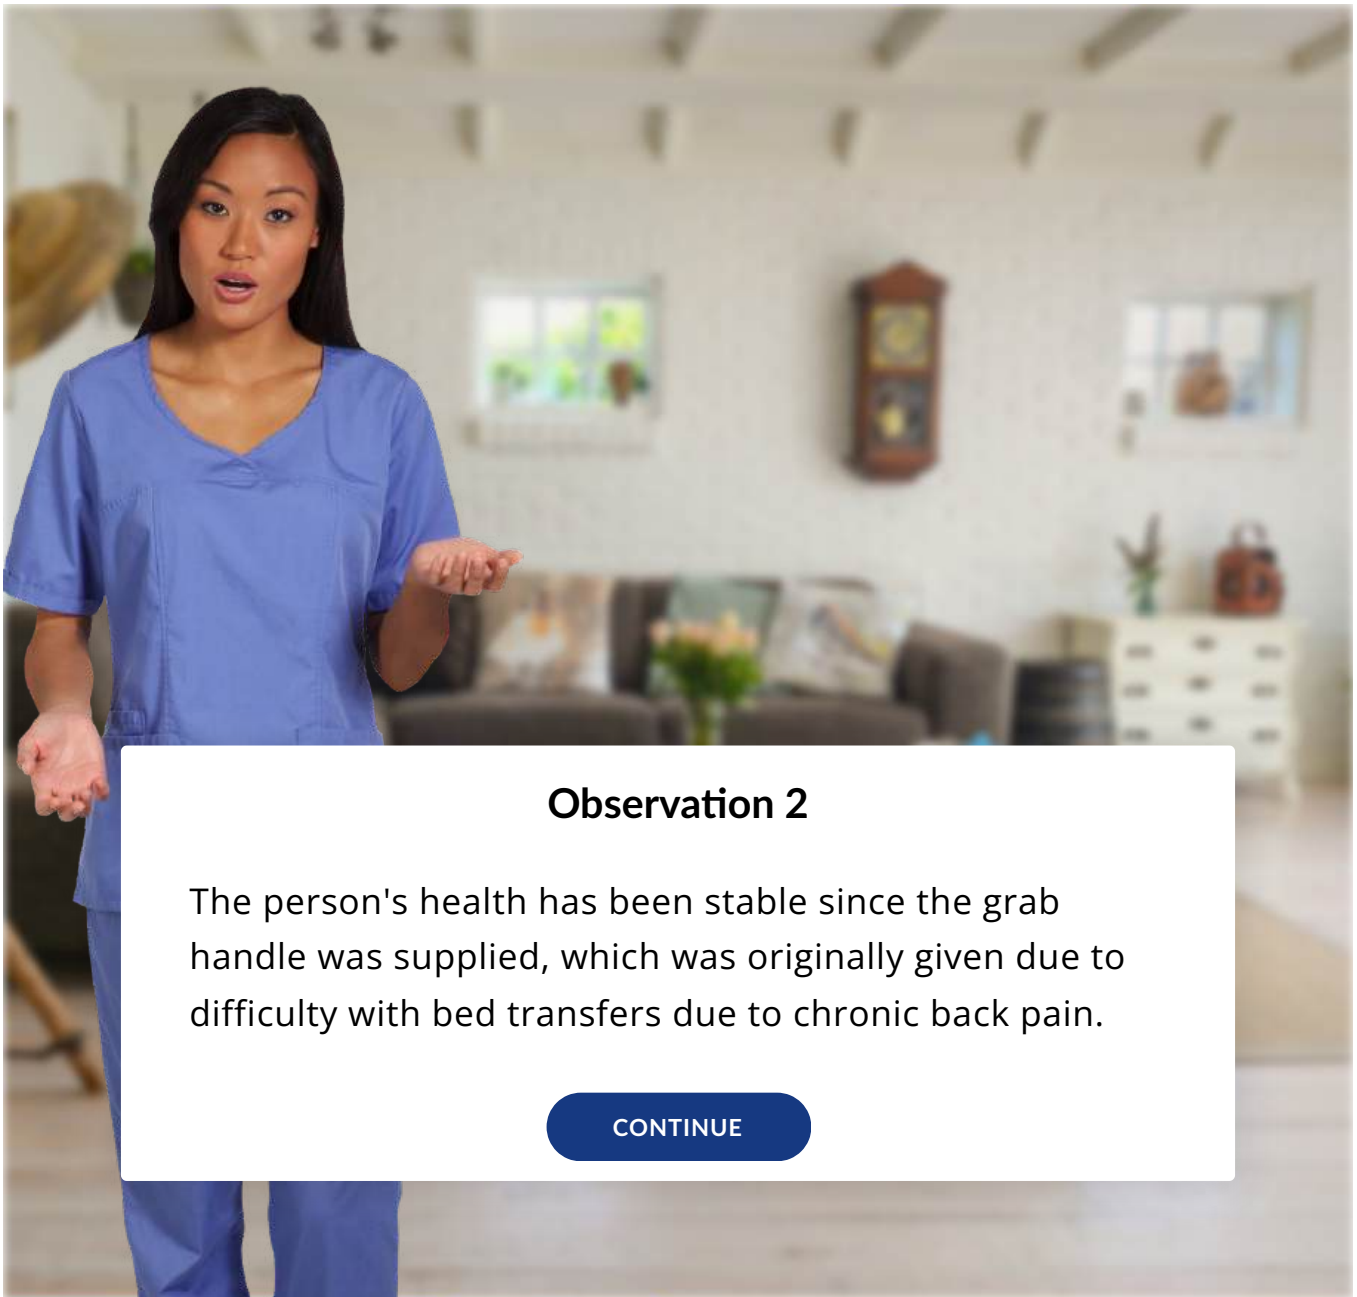 Observation 2
The person's health has been stable since the grab
handle was supplied, which was originally given due to
difficulty with bed transfers due to chronic back pain.
CONTINUE